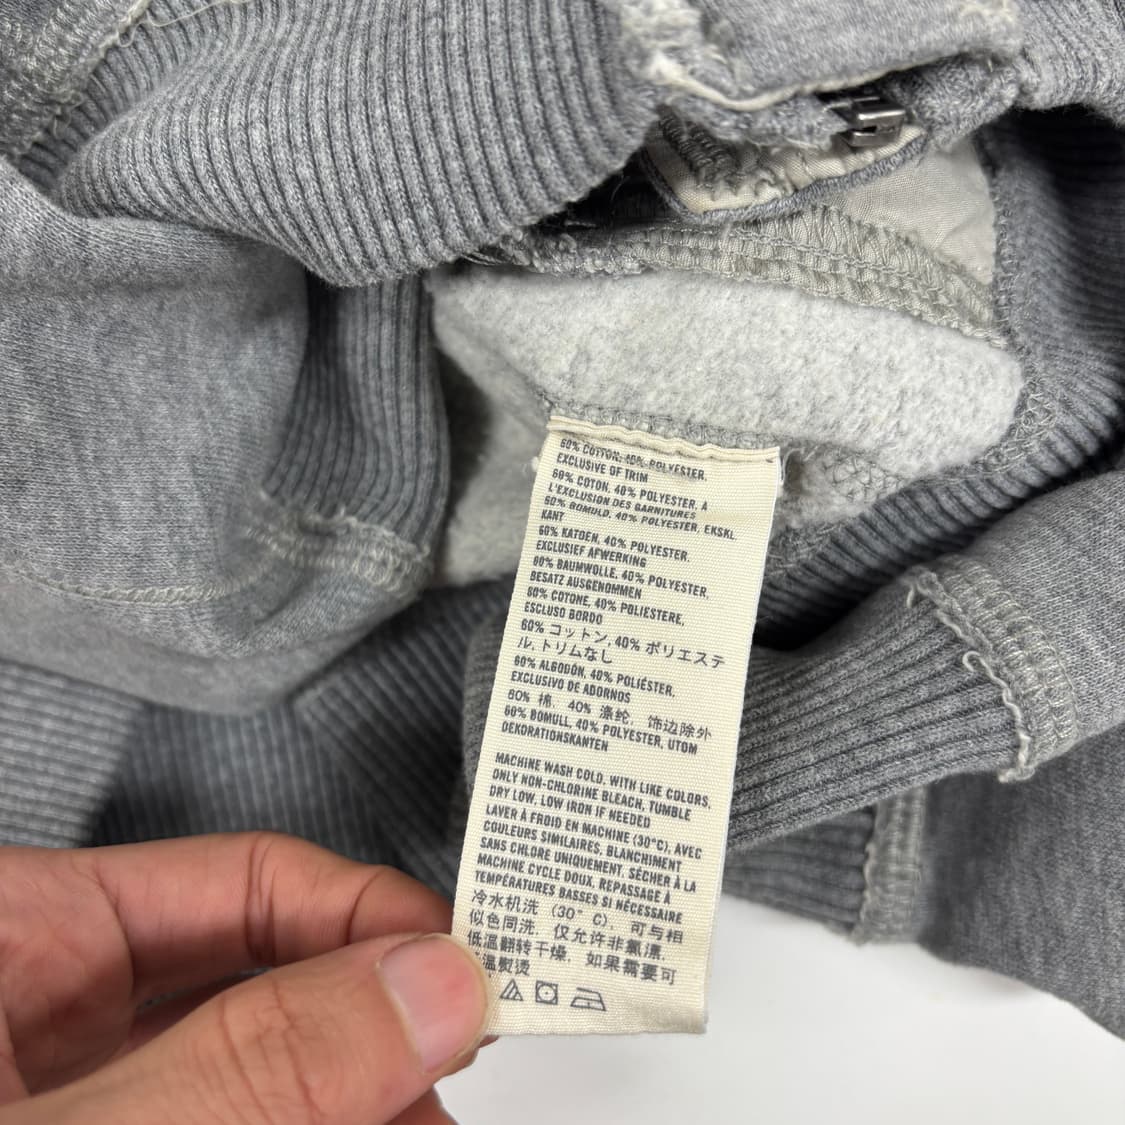 60% COTTON, 40% POLYESTER,
EXCLUSIVE OF TRIM
60% COTON, 40% POLYESTER, A
L'EXCLUSION DES GARNITURES
60% BOMULD, 40% POLYESTER, EKSKL.
KANT
60% KATOEN, 40% POLYESTER,
EXCLUSIEF AFWERKING
60% BAUMWOLLE, 40% POLYESTER,
BESATZ AUSGENOMMEN
60% COTONE, 40% POLIESTERE,
ESCLUSO BORDO
60% コットン, 40% ポリエステ
ル, トリムなし
60% ALGODÓN, 40% POLIÉSTER,
EXCLUSIVO DE ADORNOS
60% 棉, 40% 涤纶, 饰边除外
60% BOMULL, 40% POLYESTER, UTOM
DEKORATIONSKANTEN
MACHINE WASH COLD, WITH LIKE COLORS,
ONLY NON-CHLORINE BLEACH, TUMBLE
DRY LOW, LOW IRON IF NEEDED
LAVER À FROID EN MACHINE (30°C), AVEC
COULEURS SIMILAIRES, BLANCHIMENT
SANS CHLORE UNIQUEMENT, SÉCHER À LA
MACHINE CYCLE DOUX, REPASSAGE À
TEMPÉRATURES BASSES SI NÉCESSAIRE
冷水机洗 (30° C), 可与相
似色同洗, 仅允许非氯漂,
低温翻转干燥, 如果需要可
温熨烫